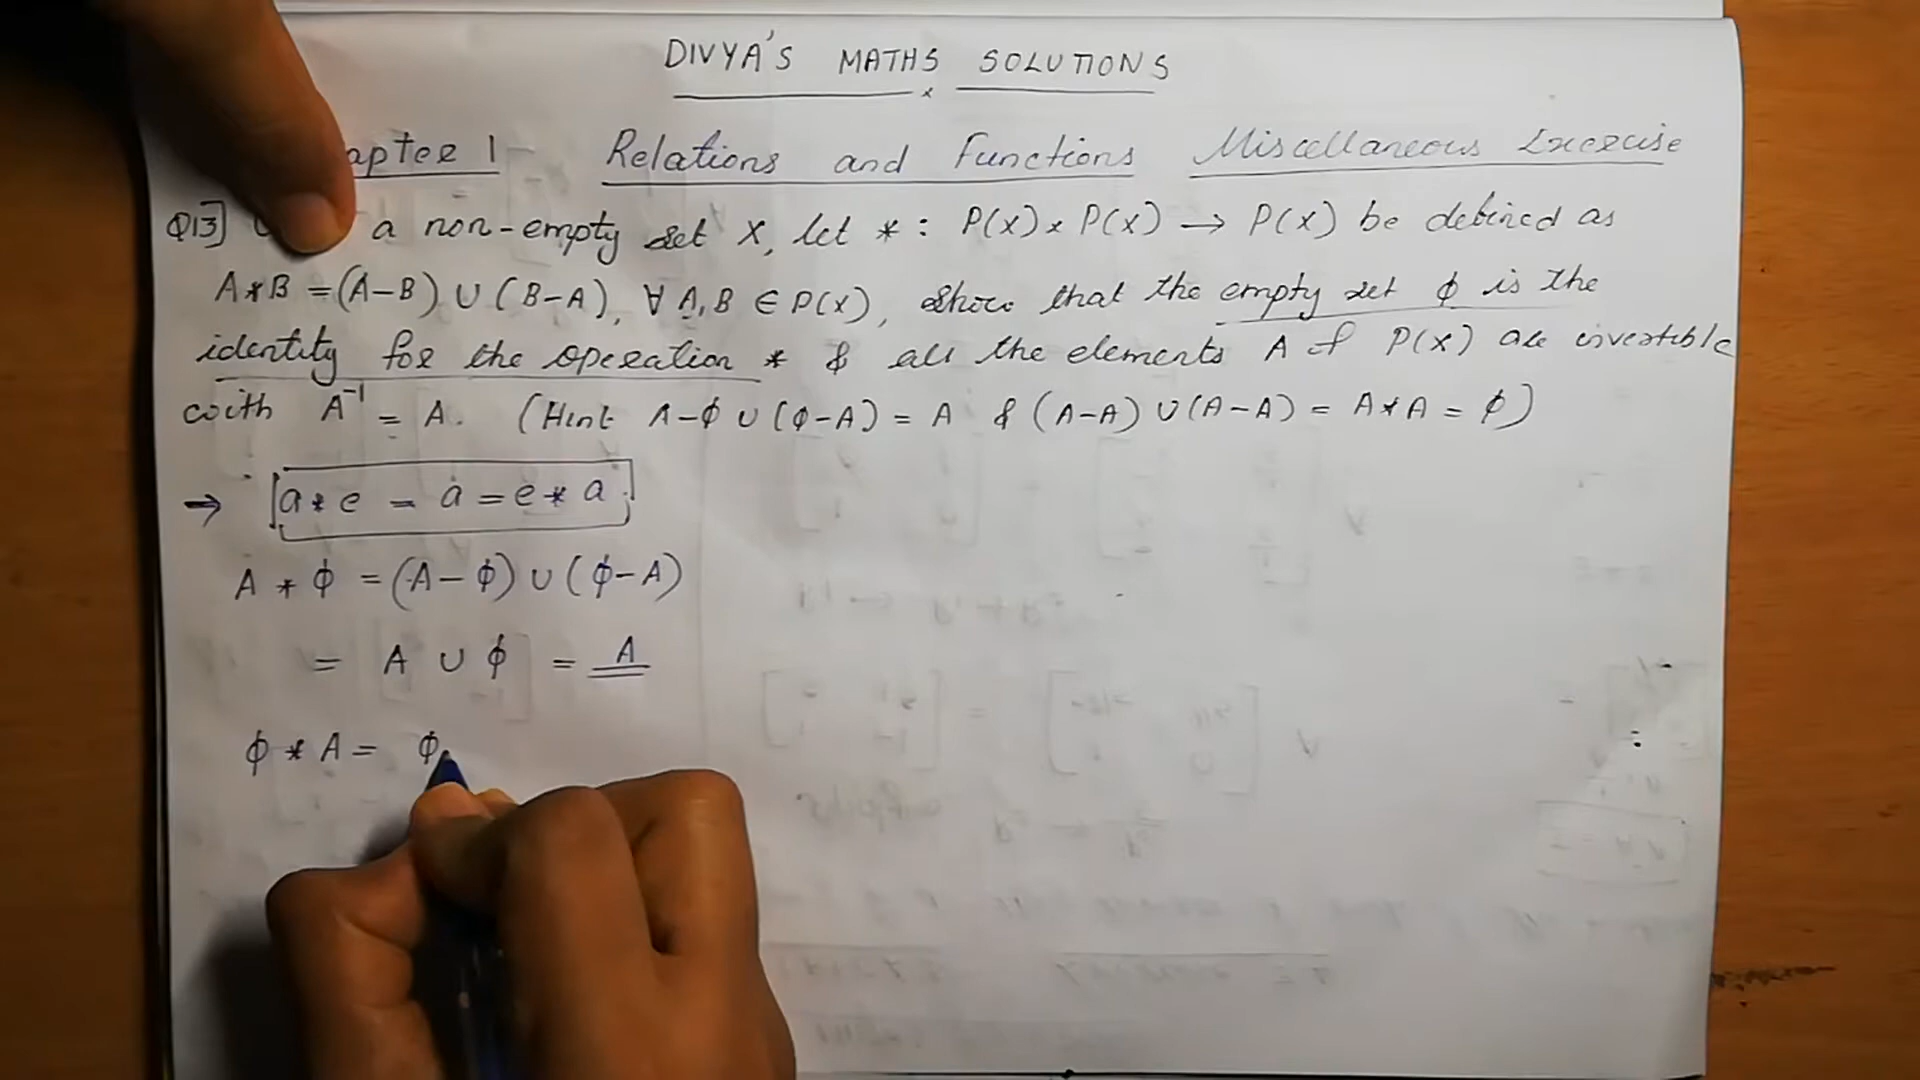 DIVYA'S MATHS SOLUTIONS
apter 1 Relations and Functions Miscellaneous Exercise
Q13] a non-empty set X, let * : P(X) × P(X) → P(X) be defined as
A * B = (A-B) ∪ (B-A), ∀ A, B ∈ P(X), show that the empty set ϕ is the
identity for the operation * & all the elements A of P(X) are invertible
with A⁻¹ = A. (Hint A-ϕ ∪ (ϕ-A) = A & (A-A) ∪ (A-A) = A * A = ϕ)
→ a * e = a = e * a
A * ϕ = (A-ϕ) ∪ (ϕ-A)
= A ∪ ϕ = A
ϕ * A = ϕ